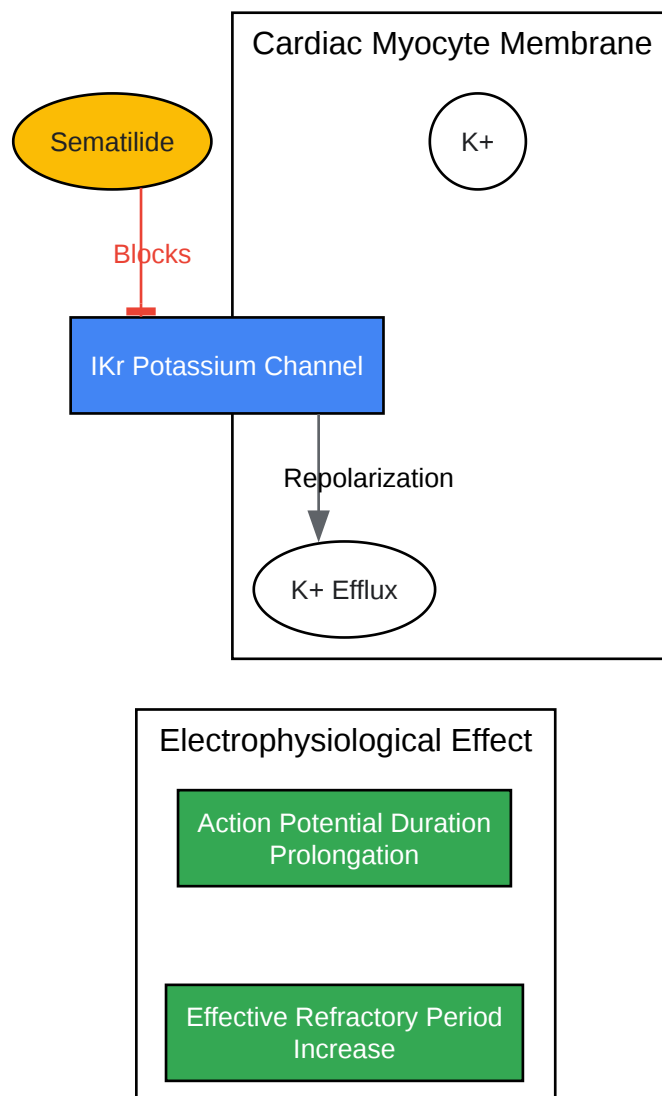 Cardiac Myocyte Membrane
Sematilide
K+
Blocks
IKr Potassium Channel
Repolarization
K+ Efflux
Electrophysiological Effect
Action Potential Duration
Prolongation
Effective Refractory Period
Increase